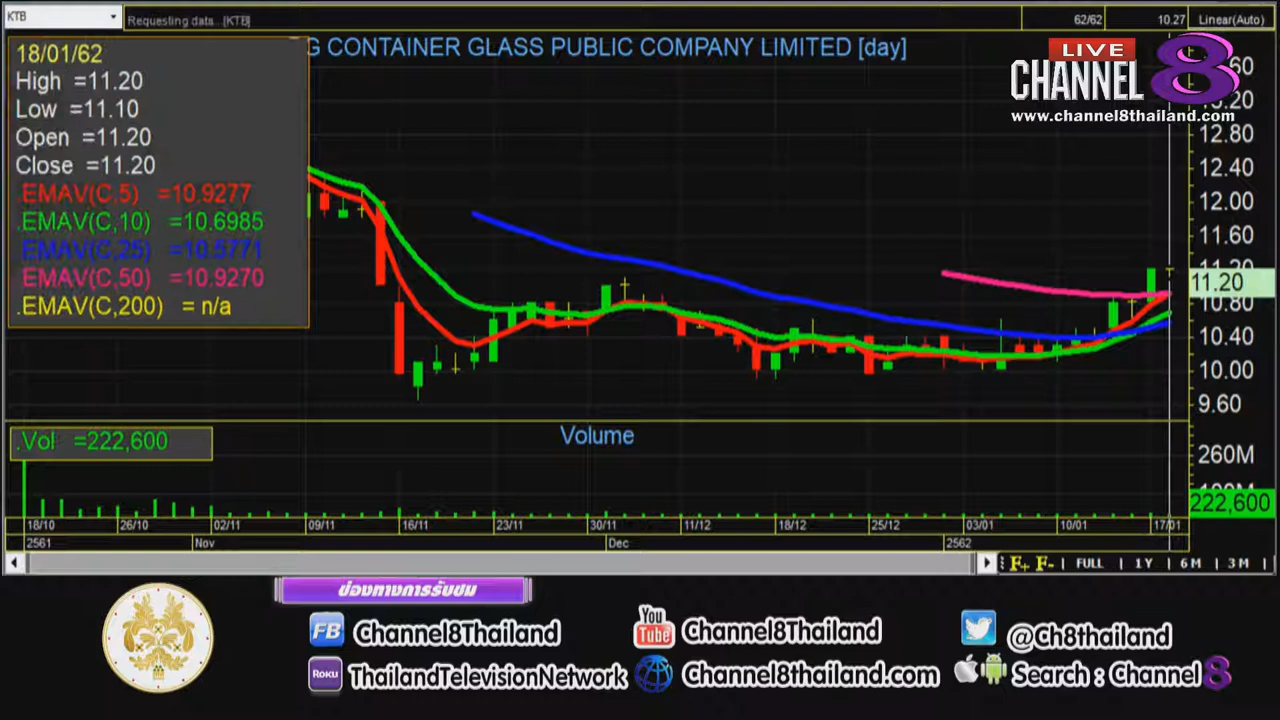 KTB
Requesting data...[KTB]
62/62
10.27
Linear(Auto)
G CONTAINER GLASS PUBLIC COMPANY LIMITED [day]
LIVE
CHANNEL 8
www.channel8thailand.com
18/01/62
High =11.20
Low =11.10
Open =11.20
Close =11.20
.EMAV(C,5) =10.9277
.EMAV(C,10) =10.6985
.EMAV(C,25) =10.5771
.EMAV(C,50) =10.9270
.EMAV(C,200) = n/a
12.80
12.40
12.00
11.60
11.20
11.20
10.80
10.40
10.00
9.60
.Vol =222,600
Volume
260M
222,600
18/10 26/10 02/11 09/11 16/11 23/11 30/11 11/12 18/12 25/12 03/01 10/01 17/01
2561 Nov Dec 2562
F+ F- | FULL | 1Y | 6M | 3M |
ช่องทางการรับชม
FB Channel8Thailand
You Tube Channel8Thailand
@Ch8thailand
Roku ThailandTelevisionNetwork
Channel8Thailand.com
Search : Channel 8